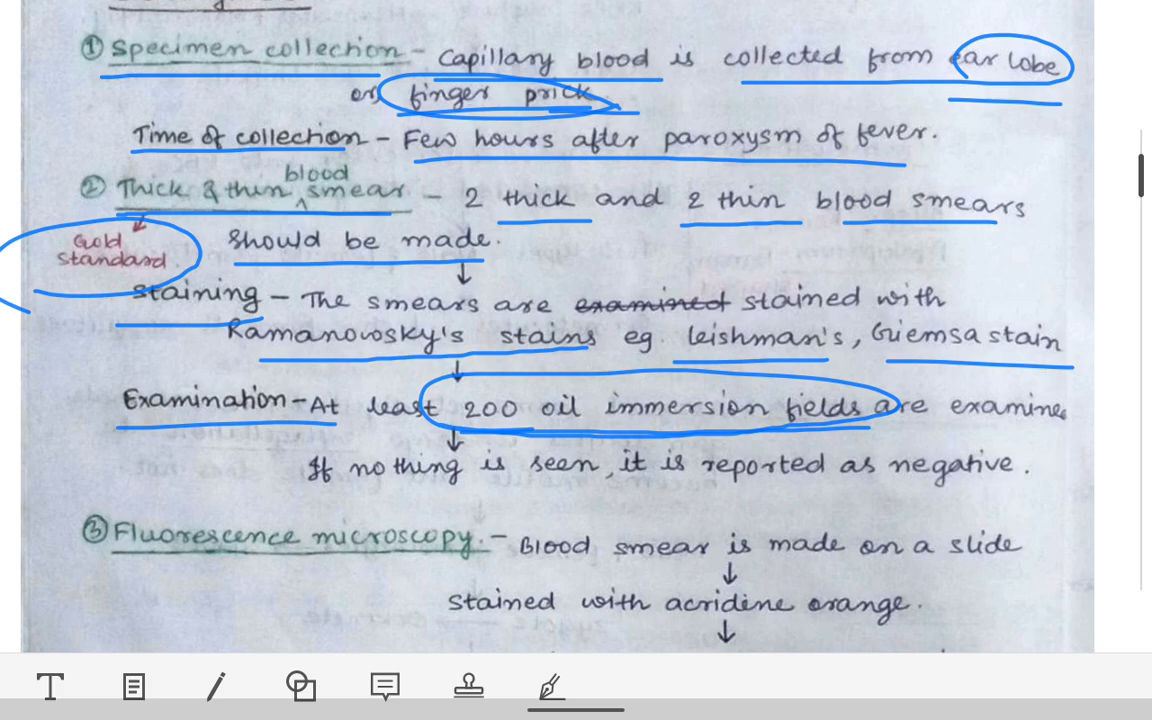 ① Specimen collection - Capillary blood is collected from ear lobe
or finger prick
Time of collection - Few hours after paroxysm of fever.
② Thick & thin blood smear - 2 thick and 2 thin blood smears
Gold standard should be made.
↓
Staining - The smears are examined stained with
Ramanowsky's stains eg. leishman's, Giemsa stain
↓
Examination - At least 200 oil immersion fields are examine
↓
If nothing is seen it is reported as negative.
③ Fluorescence microscopy. - Blood smear is made on a slide
↓
stained with acridine orange.
↓
T